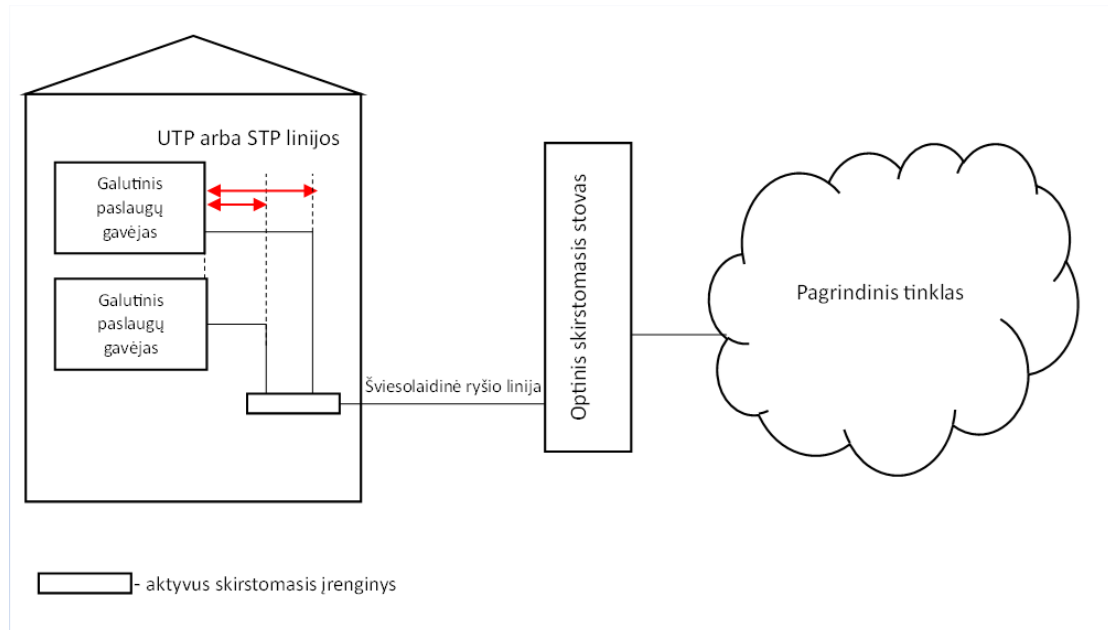 UTP arba STP linijos
Galutinis
paslaugų
gavėjas
Galutinis
paslaugų
gavėjas
Šviesolaidinė ryšio linija
Optinis skirstomasis stovas
Pagrindinis tinklas
- aktyvus skirstomasis įrenginys